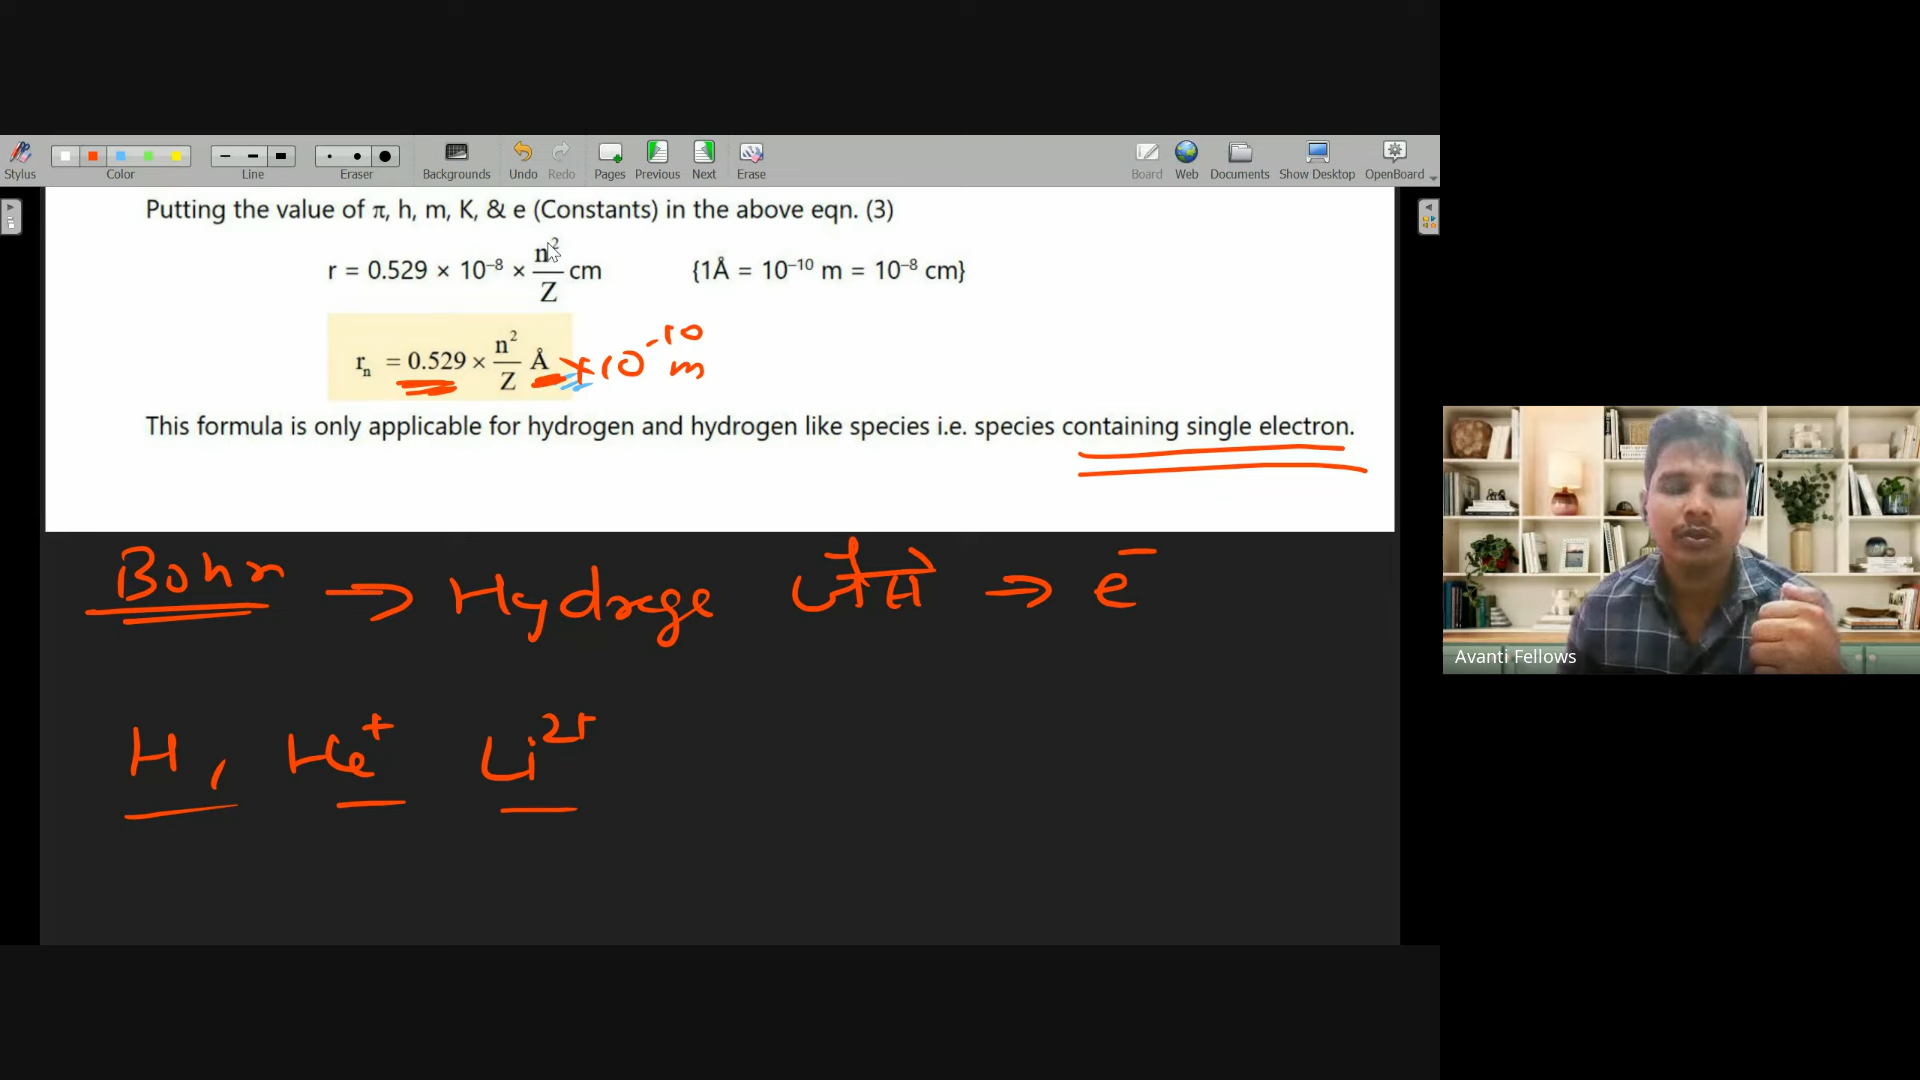 Stylus Color Line Eraser Backgrounds Undo Redo Pages Previous Next Erase Board Web Documents Show Desktop OpenBoard
Putting the value of π, h, m, K, & e (Constants) in the above eqn. (3)
r = 0.529 × 10⁻⁸ × n²/Z cm {1Å = 10⁻¹⁰ m = 10⁻⁸ cm}
rₙ = 0.529 × n²/Z Å ×10⁻¹⁰ m
This formula is only applicable for hydrogen and hydrogen like species i.e. species containing single electron.
Bohr → Hydroge → e⁻
H, He⁺ Li²⁺
Avanti Fellows